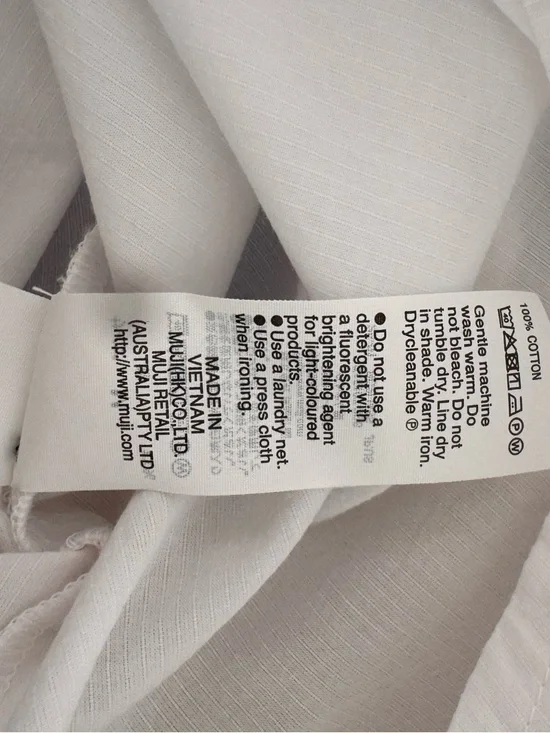 100% COTTON
40 P W
Gentle machine
wash warm. Do
not bleach. Do not
tumble dry. Line dry
in shade. Warm iron.
Drycleanable Ⓟ
● Do not use a
detergent with
a fluorescent
brightening agent
for light-coloured
products.
● Use a laundry net.
● Use a press cloth
when ironing.
MADE IN
VIETNAM
MUJI(HK)CO.,LTD.
MUJI RETAIL
(AUSTRALIA)PTY LTD
http://www.muji.com